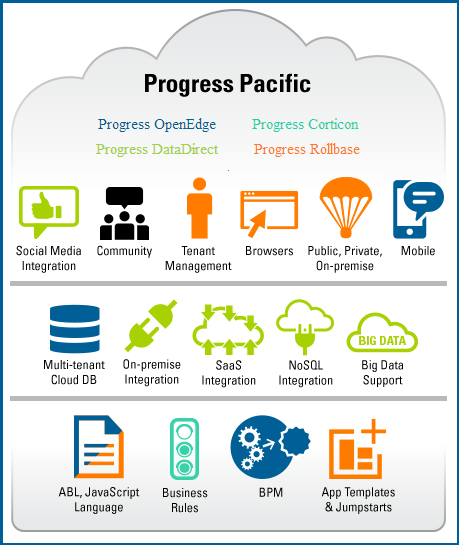 Progress Pacific
Progress OpenEdge Progress Corticon
Progress DataDirect Progress Rollbase
Social Media Integration
Community
Tenant Management
Browsers
Public, Private, On-premise
Mobile
Multi-tenant Cloud DB
On-premise Integration
SaaS Integration
NoSQL Integration
BIG DATA
Big Data Support
ABL, JavaScript Language
Business Rules
BPM
App Templates & Jumpstarts